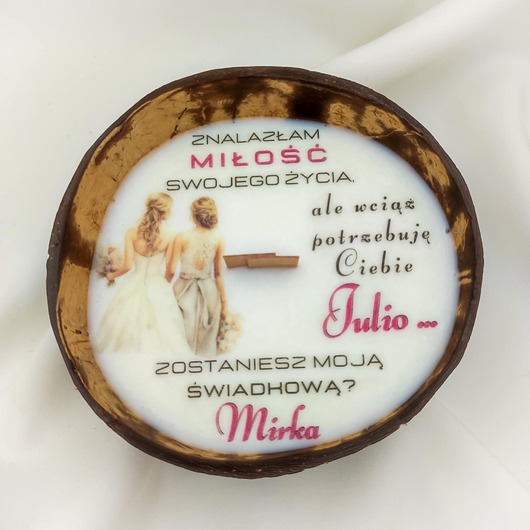 ZNALAZŁAM
MIŁOŚĆ
SWOJEGO ŻYCIA,
ale wciąż
potrzebuję
Ciebie
Julio ...
ZOSTANIESZ MOJĄ
ŚWIADKOWĄ?
Mirka